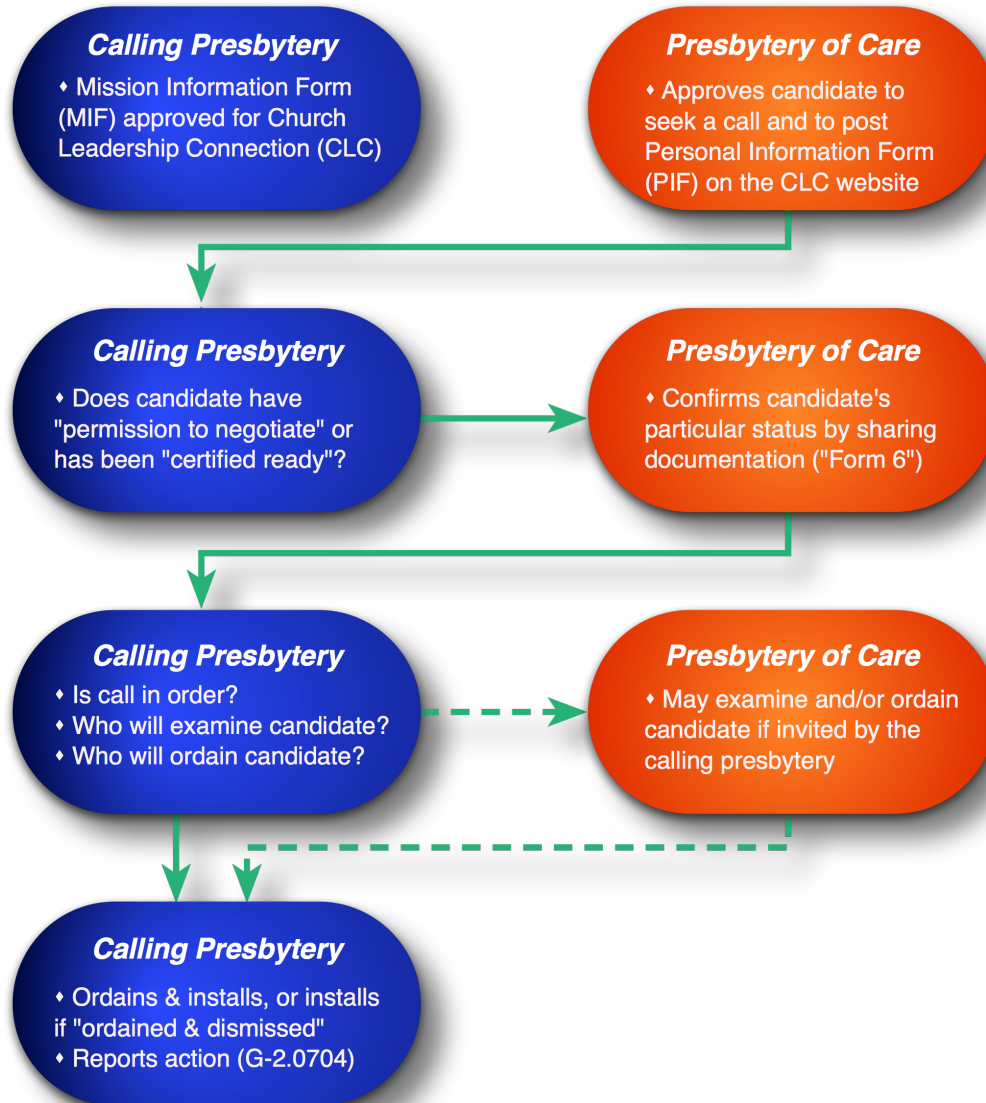 Calling Presbytery
♦ Mission Information Form
(MIF) approved for Church
Leadership Connection (CLC)
Presbytery of Care
♦ Approves candidate to
seek a call and to post
Personal Information Form
(PIF) on the CLC website
Calling Presbytery
♦ Does candidate have
"permission to negotiate" or
has been "certified ready"?
Presbytery of Care
♦ Confirms candidate's
particular status by sharing
documentation ("Form 6")
Calling Presbytery
♦ Is call in order?
♦ Who will examine candidate?
♦ Who will ordain candidate?
Presbytery of Care
♦ May examine and/or ordain
candidate if invited by the
calling presbytery
Calling Presbytery
♦ Ordains & installs, or installs
if "ordained & dismissed"
♦ Reports action (G-2.0704)